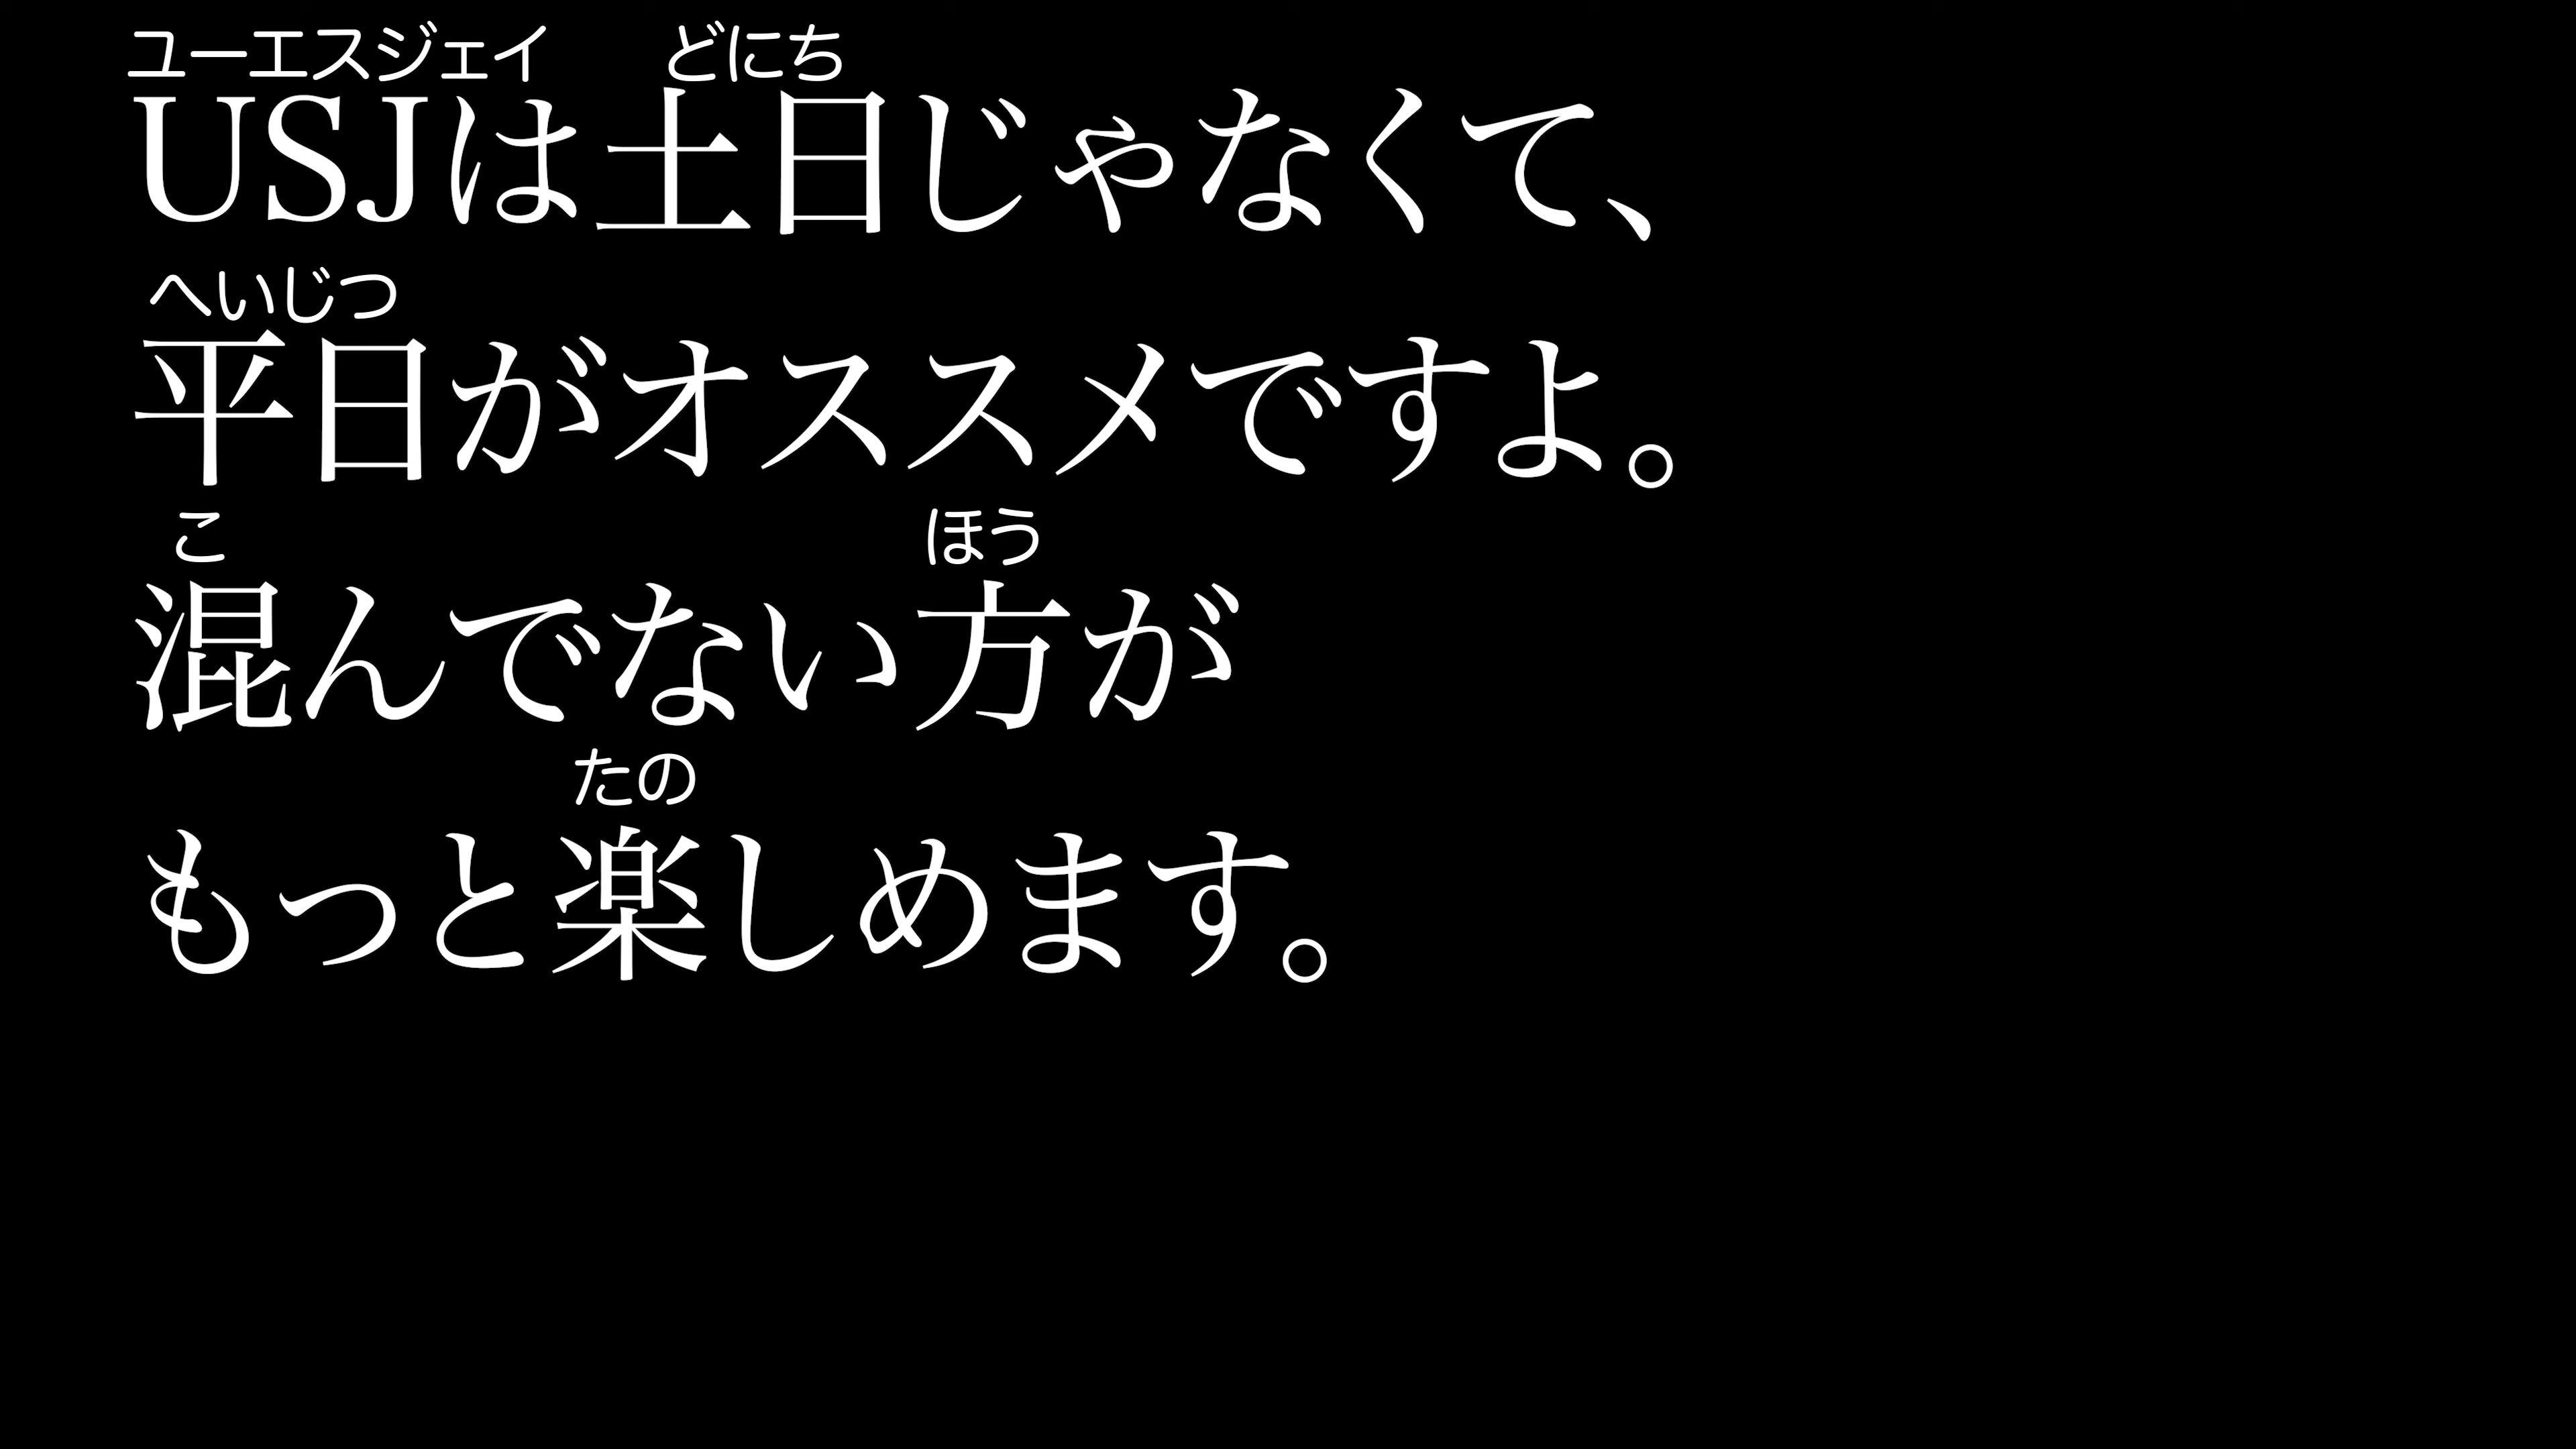 ユーエスジェイ どにち
USJは土日じゃなくて、
へいじつ
平日がオススメですよ。
こ ほう
混んでない方が
たの
もっと楽しめます。